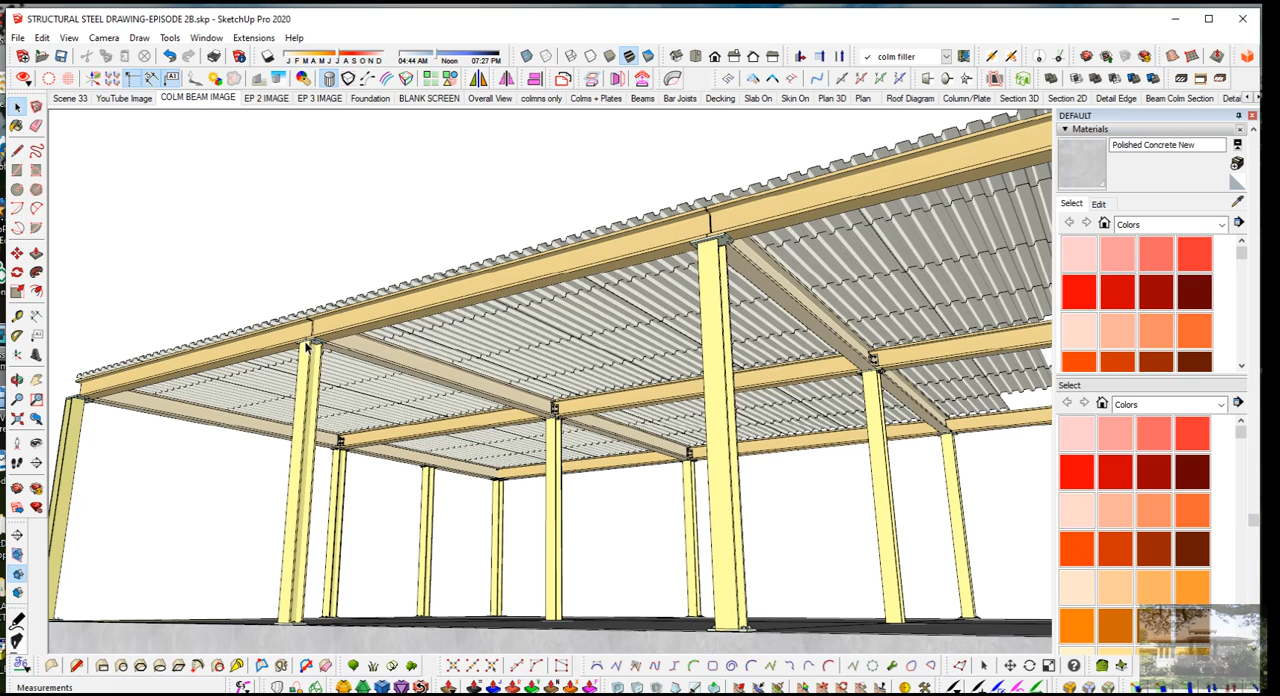 STRUCTURAL STEEL DRAWING-EPISODE 2B.skp - SketchUp Pro 2020
File Edit View Camera Draw Tools Window Extensions Help
J F M A M J J A S O N D 04:44 AM Noon 07:27 PM ✓ colm filler
Scene 33 YouTube Image COLM BEAM IMAGE EP 2 IMAGE EP 3 IMAGE Foundation BLANK SCREEN Overall View colmns only Colms + Plates Beams Bar Joists Decking Slab On Skin On Plan 3D Plan Roof Diagram Column/Plate Section 3D Section 2D Detail Edge Beam Colm Section
DEFAULT
Materials
Polished Concrete New
Select Edit
Colors
Select
Colors
Measurements